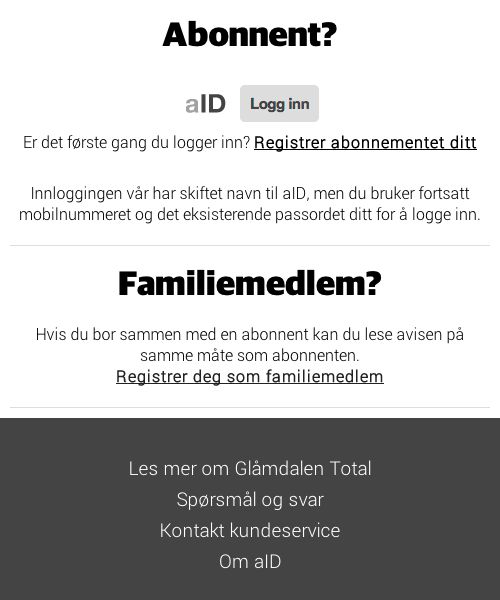 Abonnent?
aID Logg inn
Er det første gang du logger inn? Registrer abonnementet ditt
Innloggingen vår har skiftet navn til aID, men du bruker fortsatt
mobilnummeret og det eksisterende passordet ditt for å logge inn.
Familiemedlem?
Hvis du bor sammen med en abonnent kan du lese avisen på
samme måte som abonnenten.
Registrer deg som familiemedlem
Les mer om Glåmdalen Total
Spørsmål og svar
Kontakt kundeservice
Om aID